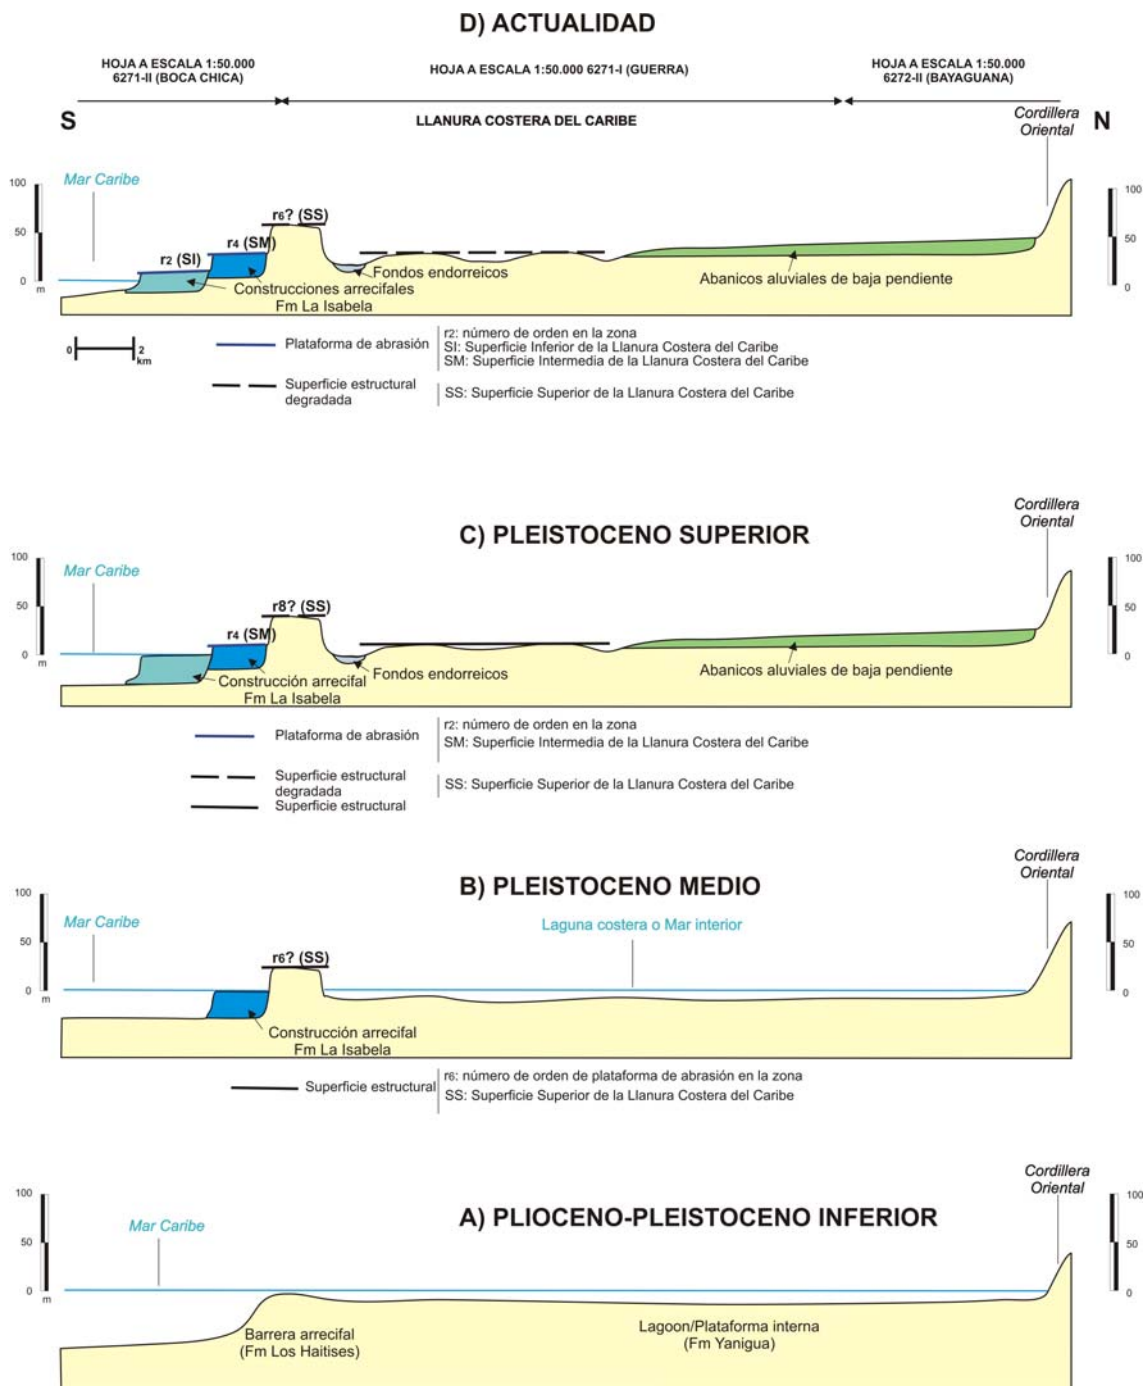 D) ACTUALIDAD
HOJA A ESCALA 1:50.000
6271-II (BOCA CHICA)
HOJA A ESCALA 1:50.000 6271-I (GUERRA)
HOJA A ESCALA 1:50.000
6272-II (BAYAGUANA)
S
LLANURA COSTERA DEL CARIBE
Cordillera
Oriental
N
Mar Caribe
100
50
0
m
r6? (SS)
r4 (SM)
r2 (SI)
Fondos endorreicos
Construcciones arrecifales
Fm La Isabela
Abanicos aluviales de baja pendiente
100
50
0
0 2
km
Plataforma de abrasión
r2: número de orden en la zona
SI: Superficie Inferior de la Llanura Costera del Caribe
SM: Superficie Intermedia de la Llanura Costera del Caribe
Superficie estructural
degradada
SS: Superficie Superior de la Llanura Costera del Caribe
C) PLEISTOCENO SUPERIOR
Cordillera
Oriental
Mar Caribe
100
50
0
m
r8? (SS)
r4 (SM)
Fondos endorreicos
Construcción arrecifal
Fm La Isabela
Abanicos aluviales de baja pendiente
100
50
0
Plataforma de abrasión
r2: número de orden en la zona
SM: Superficie Intermedia de la Llanura Costera del Caribe
Superficie estructural
degradada
SS: Superficie Superior de la Llanura Costera del Caribe
Superficie estructural
B) PLEISTOCENO MEDIO
Cordillera
Oriental
Mar Caribe
Laguna costera o Mar interior
100
50
0
m
r6? (SS)
Construcción arrecifal
Fm La Isabela
100
50
0
Superficie estructural
r6: número de orden de plataforma de abrasión en la zona
SS: Superficie Superior de la Llanura Costera del Caribe
A) PLIOCENO-PLEISTOCENO INFERIOR
Cordillera
Oriental
Mar Caribe
100
50
0
m
Barrera arrecifal
(Fm Los Haitises)
Lagoon/Plataforma interna
(Fm Yanigua)
100
50
0